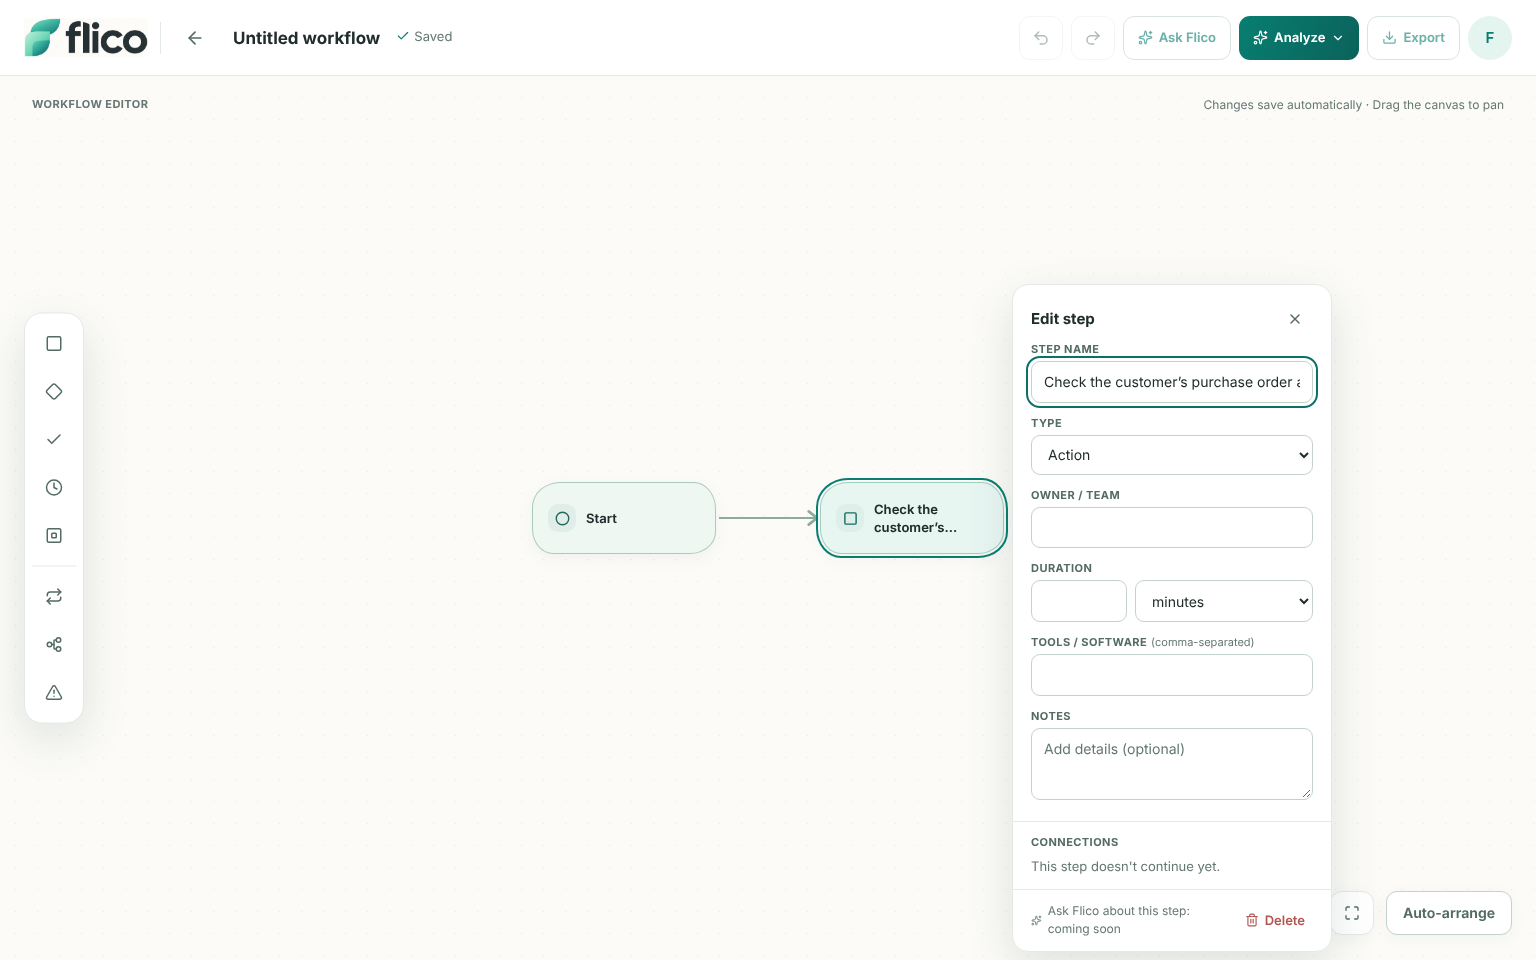 flico
Untitled workflow
Saved
Ask Flico
Analyze
Export
F
WORKFLOW EDITOR
Changes save automatically · Drag the canvas to pan
Start
Check the
customer’s...
Edit step
STEP NAME
Check the customer’s purchase order
TYPE
Action
OWNER / TEAM
DURATION
minutes
TOOLS / SOFTWARE (comma-separated)
NOTES
Add details (optional)
CONNECTIONS
This step doesn't continue yet.
Ask Flico about this step:
coming soon
Delete
Auto-arrange